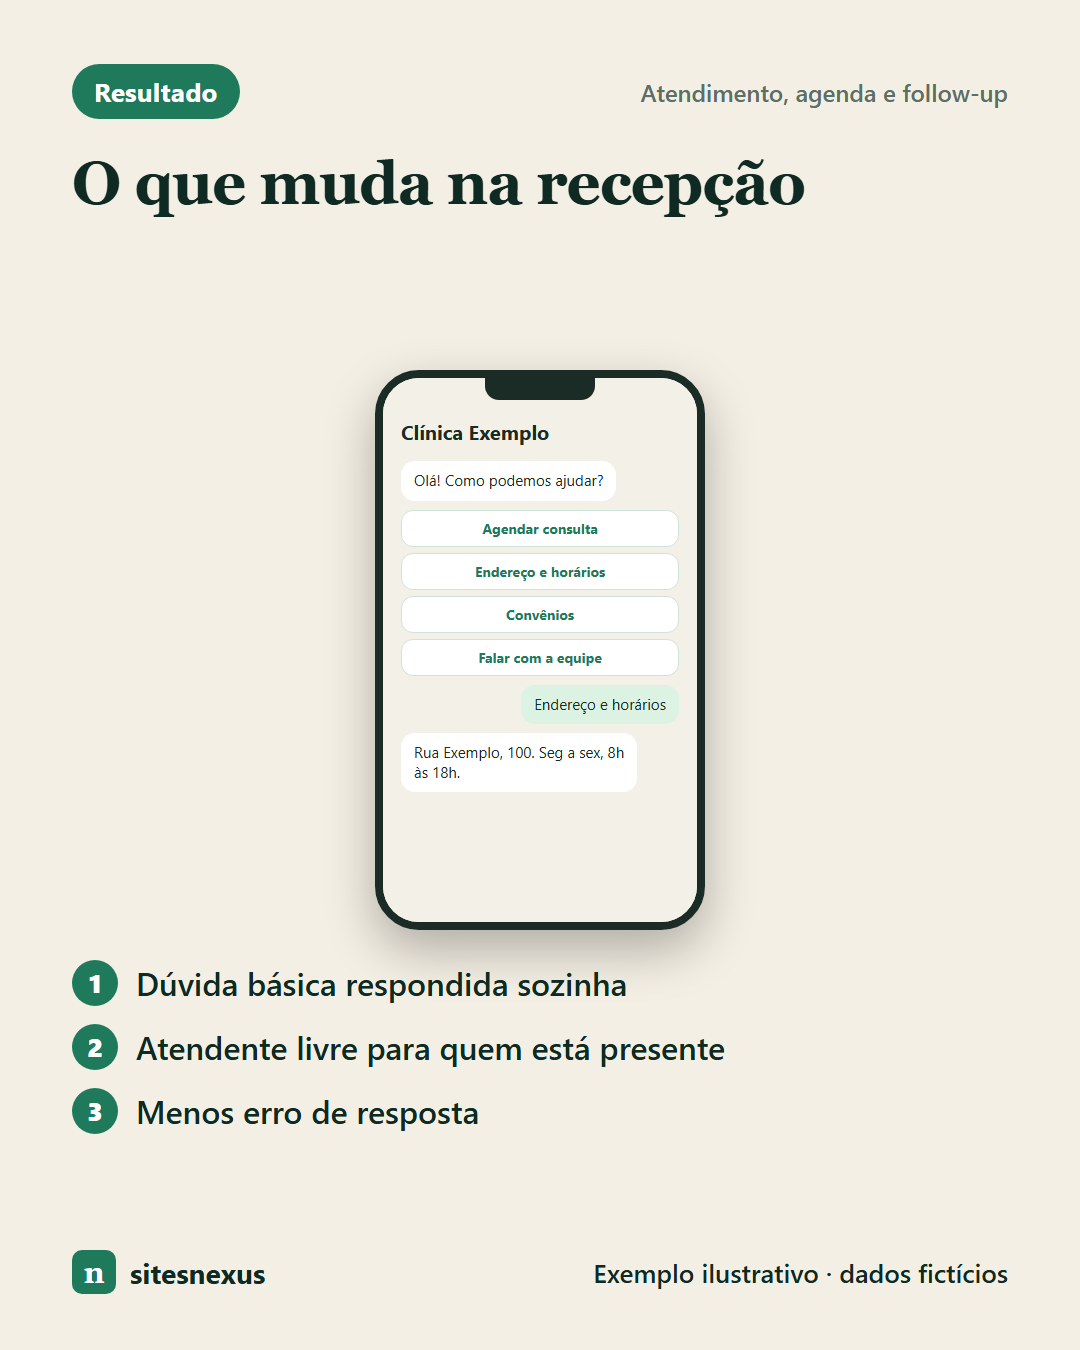 Resultado
Atendimento, agenda e follow-up
O que muda na recepção
Clínica Exemplo
Olá! Como podemos ajudar?
Agendar consulta
Endereço e horários
Convênios
Falar com a equipe
Endereço e horários
Rua Exemplo, 100. Seg a sex, 8h
às 18h.
1 Dúvida básica respondida sozinha
2 Atendente livre para quem está presente
3 Menos erro de resposta
n sitesnexus
Exemplo ilustrativo · dados fictícios